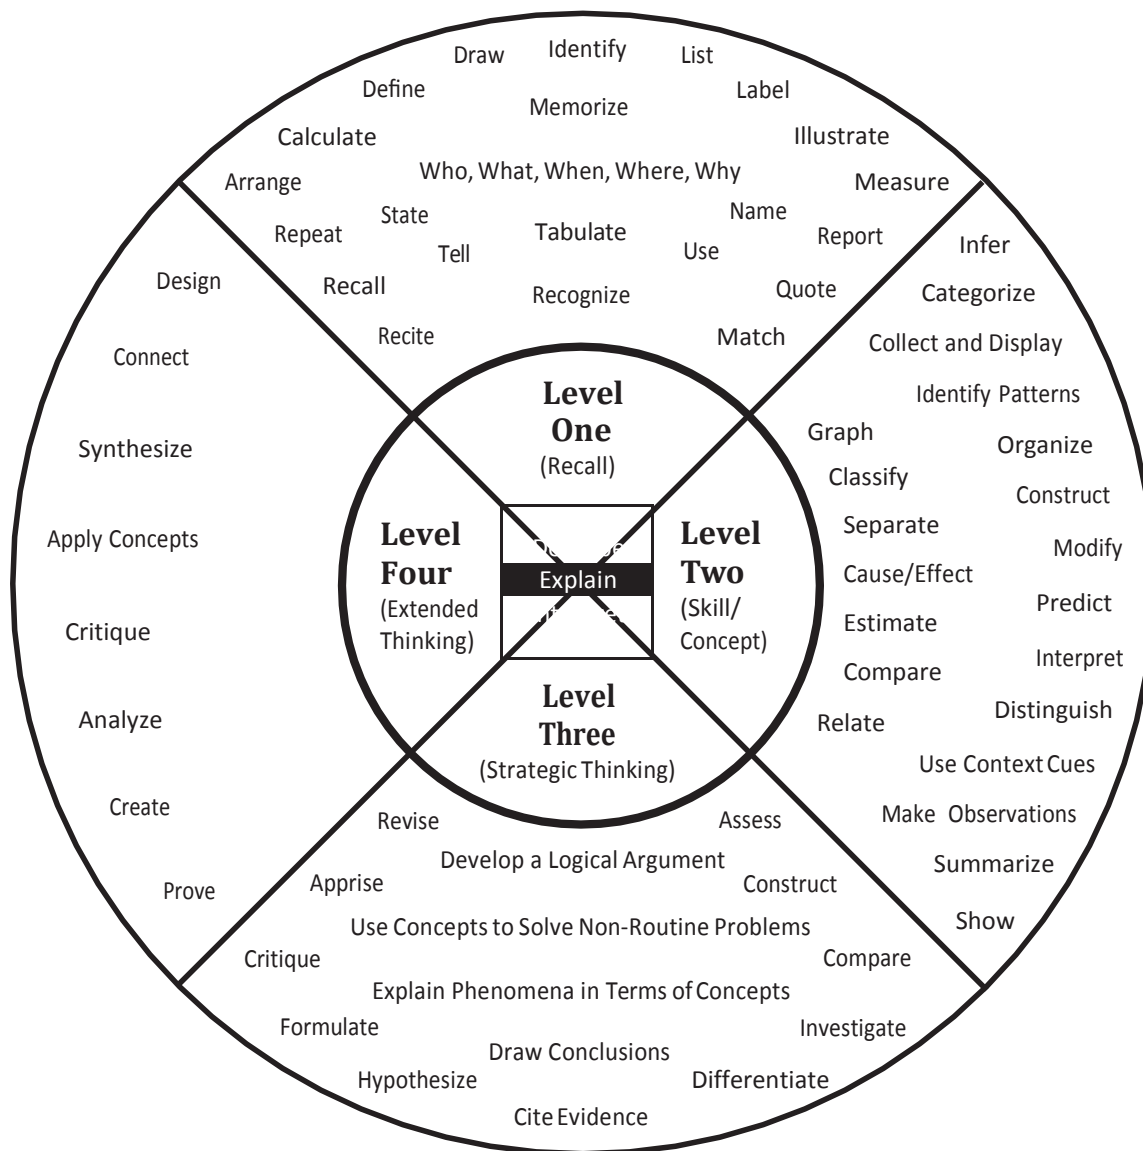 Draw
Identify
List
Define
Memorize
Label
Calculate
Illustrate
Who, What, When, Where, Why
Arrange
Measure
State
Name
Repeat
Tabulate
Report
Tell
Use
Recall
Recognize
Quote
Recite
Match
Level
One
(Recall)
Infer
Categorize
Collect and Display
Identify Patterns
Graph
Organize
Classify
Construct
Separate
Modify
Cause/Effect
Predict
Estimate
Interpret
Compare
Distinguish
Relate
Use Context Cues
Make Observations
Summarize
Show
Level
Two
(Skill/
Concept)
Explain
Level
Three
(Strategic Thinking)
Revise
Assess
Develop a Logical Argument
Apprise
Construct
Use Concepts to Solve Non-Routine Problems
Critique
Compare
Explain Phenomena in Terms of Concepts
Formulate
Investigate
Draw Conclusions
Hypothesize
Differentiate
Cite Evidence
Level
Four
(Extended
Thinking)
Design
Connect
Synthesize
Apply Concepts
Critique
Analyze
Create
Prove